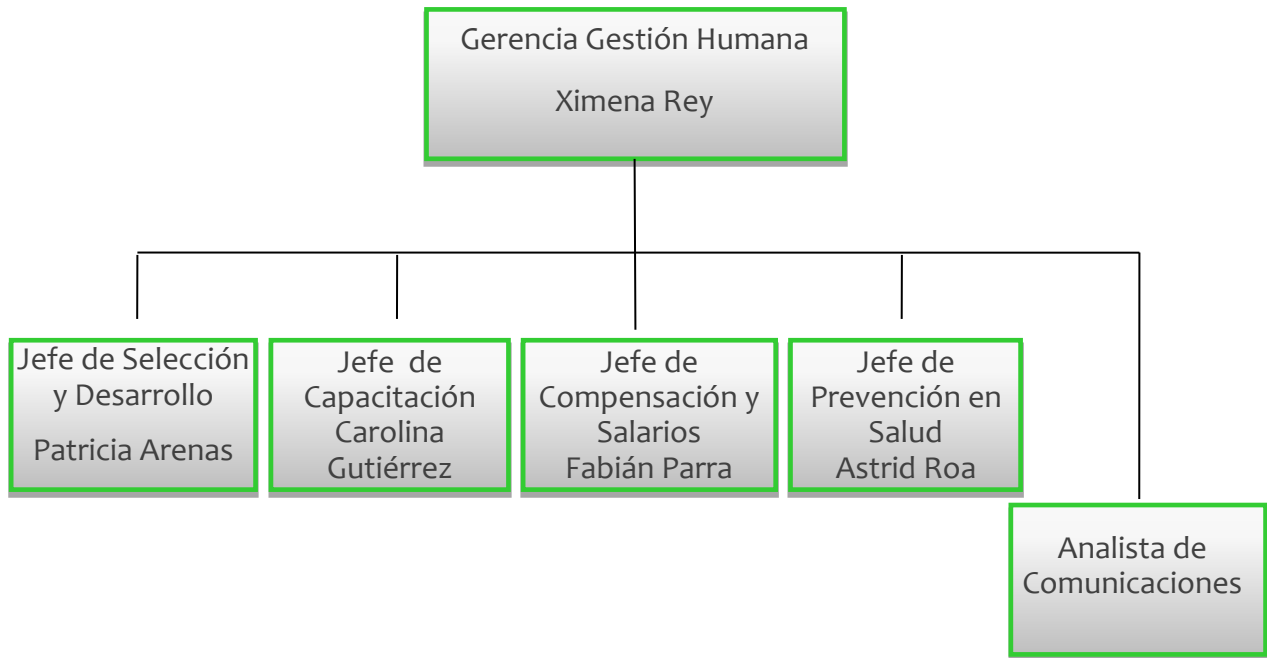 Gerencia Gestión Humana
Ximena Rey
Jefe de Selección
y Desarrollo
Patricia Arenas
Jefe de
Capacitación
Carolina
Gutiérrez
Jefe de
Compensación y
Salarios
Fabián Parra
Jefe de
Prevención en
Salud
Astrid Roa
Analista de
Comunicaciones